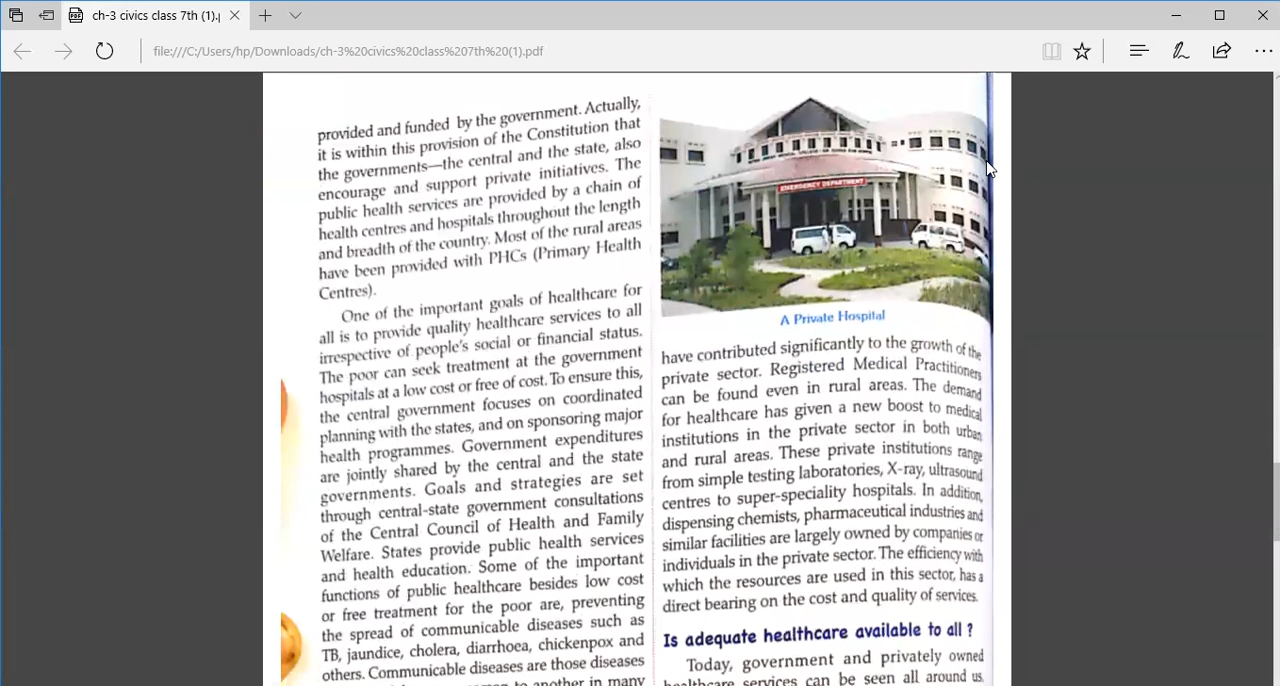 ch-3 civics class 7th (1).p
file:///C:/Users/hp/Downloads/ch-3%20civics%20class%207th%20(1).pdf
provided and funded by the government. Actually,
it is within this provision of the Constitution that
the governments—the central and the state, also
encourage and support private initiatives. The
public health services are provided by a chain of
health centres and hospitals throughout the length
and breadth of the country. Most of the rural areas
have been provided with PHCs (Primary Health
Centres).
One of the important goals of healthcare for
all is to provide quality healthcare services to all
irrespective of people's social or financial status.
The poor can seek treatment at the government
hospitals at a low cost or free of cost. To ensure this,
the central government focuses on coordinated
planning with the states, and on sponsoring major
health programmes. Government expenditures
are jointly shared by the central and the state
governments. Goals and strategies are set
through central-state government consultations
of the Central Council of Health and Family
Welfare. States provide public health services
and health education. Some of the important
functions of public healthcare besides low cost
or free treatment for the poor are, preventing
the spread of communicable diseases such as
TB, jaundice, cholera, diarrhoea, chickenpox and
others. Communicable diseases are those diseases
to another in many
EMERGENCY DEPARTMENT
A Private Hospital
have contributed significantly to the growth of the
private sector. Registered Medical Practitioners
can be found even in rural areas. The demand
for healthcare has given a new boost to medical
institutions in the private sector in both urban
and rural areas. These private institutions range
from simple testing laboratories, X-ray, ultrasound
centres to super-speciality hospitals. In addition,
dispensing chemists, pharmaceutical industries and
similar facilities are largely owned by companies or
individuals in the private sector. The efficiency with
which the resources are used in this sector, has a
direct bearing on the cost and quality of services.
Is adequate healthcare available to all ?
Today, government and privately owned
healthcare services can be seen all around us.